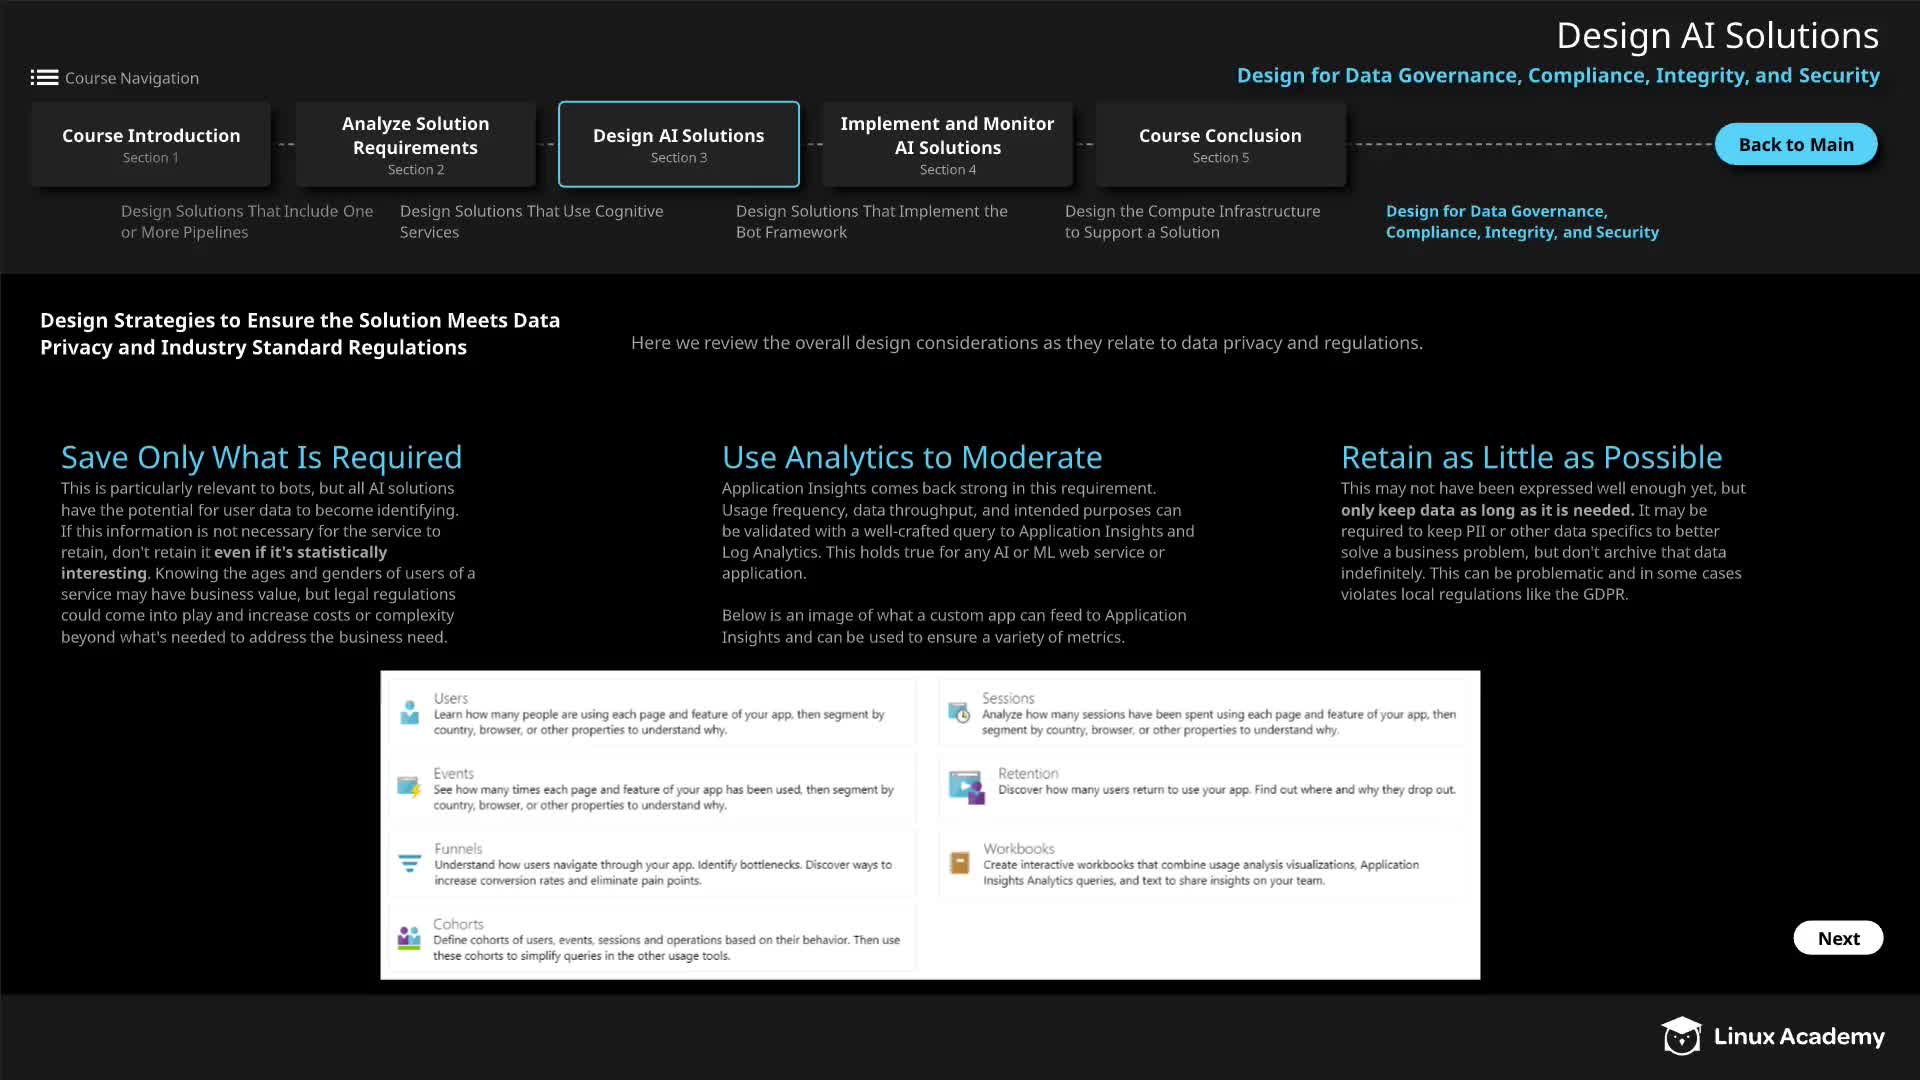 Design AI Solutions
Design for Data Governance, Compliance, Integrity, and Security
Course Navigation
Course Introduction
Section 1
Analyze Solution
Requirements
Section 2
Design AI Solutions
Section 3
Implement and Monitor
AI Solutions
Section 4
Course Conclusion
Section 5
Back to Main
Design Solutions That Include One
or More Pipelines
Design Solutions That Use Cognitive
Services
Design Solutions That Implement the
Bot Framework
Design the Compute Infrastructure
to Support a Solution
Design for Data Governance,
Compliance, Integrity, and Security
Design Strategies to Ensure the Solution Meets Data
Privacy and Industry Standard Regulations
Here we review the overall design considerations as they relate to data privacy and regulations.
Save Only What Is Required
This is particularly relevant to bots, but all AI solutions
have the potential for user data to become identifying.
If this information is not necessary for the service to
retain, don't retain it even if it's statistically
interesting. Knowing the ages and genders of users of a
service may have business value, but legal regulations
could come into play and increase costs or complexity
beyond what's needed to address the business need.
Use Analytics to Moderate
Application Insights comes back strong in this requirement.
Usage frequency, data throughput, and intended purposes can
be validated with a well-crafted query to Application Insights and
Log Analytics. This holds true for any AI or ML web service or
application.
Below is an image of what a custom app can feed to Application
Insights and can be used to ensure a variety of metrics.
Retain as Little as Possible
This may not have been expressed well enough yet, but
only keep data as long as it is needed. It may be
required to keep PII or other data specifics to better
solve a business problem, but don't archive that data
indefinitely. This can be problematic and in some cases
violates local regulations like the GDPR.
Users
Learn how many people are using each page and feature of your app, then segment by
country, browser, or other properties to understand why.
Sessions
Analyze how many sessions have been spent using each page and feature of your app, then
segment by country, browser, or other properties to understand why.
Events
See how many times each page and feature of your app has been used, then segment by
country, browser, or other properties to understand why.
Retention
Discover how many users return to use your app. Find out where and why they drop out.
Funnels
Understand how users navigate through your app. Identify bottlenecks. Discover ways to
increase conversion rates and eliminate pain points.
Workbooks
Create interactive workbooks that combine usage analysis visualizations, Application
Insights Analytics queries, and text to share insights on your team.
Cohorts
Define cohorts of users, events, sessions and operations based on their behavior. Then use
these cohorts to simplify queries in the other usage tools.
Next
Linux Academy